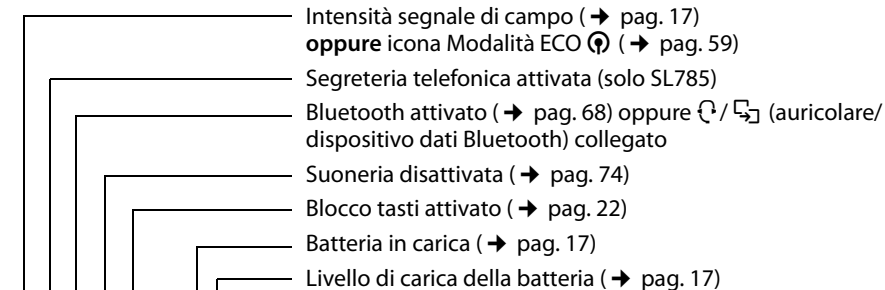 Intensità segnale di campo (➔ pag. 17)
oppure icona Modalità ECO (➔ pag. 59)
Segreteria telefonica attivata (solo SL785)
Bluetooth attivato (➔ pag. 68) oppure / (auricolare/
dispositivo dati Bluetooth) collegato
Suoneria disattivata (➔ pag. 74)
Blocco tasti attivato (➔ pag. 22)
Batteria in carica (➔ pag. 17)
Livello di carica della batteria (➔ pag. 17)